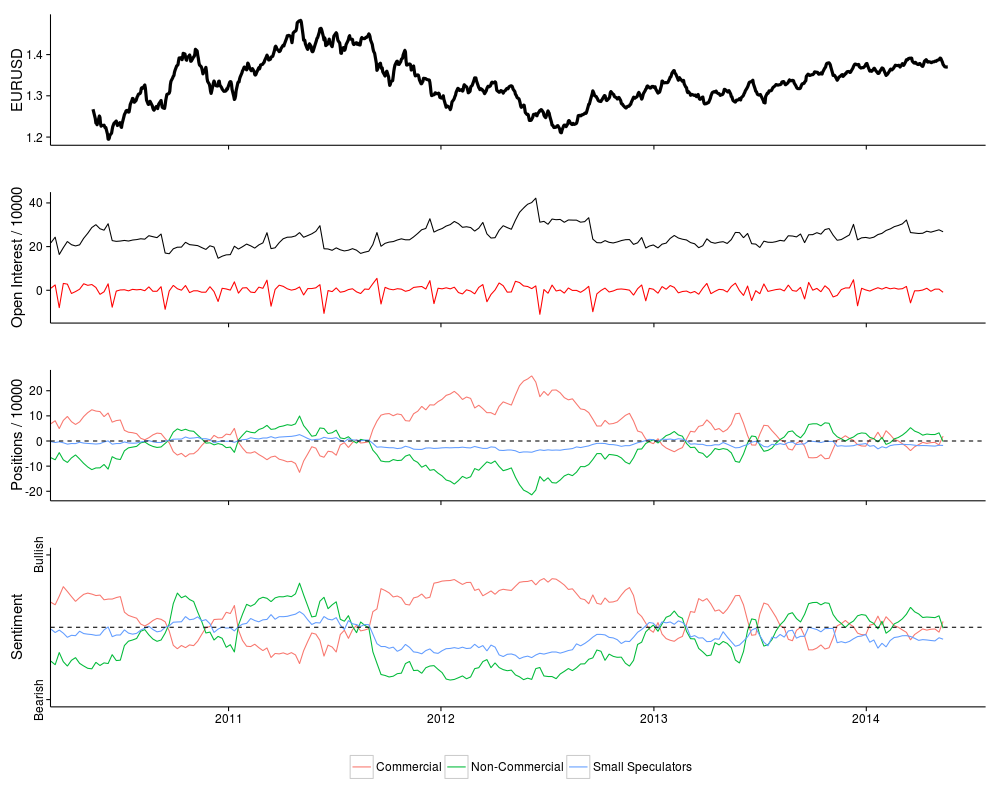 EURUSD
1.4
1.3
1.2
Open Interest / 10000
40
20
0
Positions / 10000
20
10
0
-10
-20
Sentiment
Bullish
Bearish
2011 2012 2013 2014
Commercial Non-Commercial Small Speculators